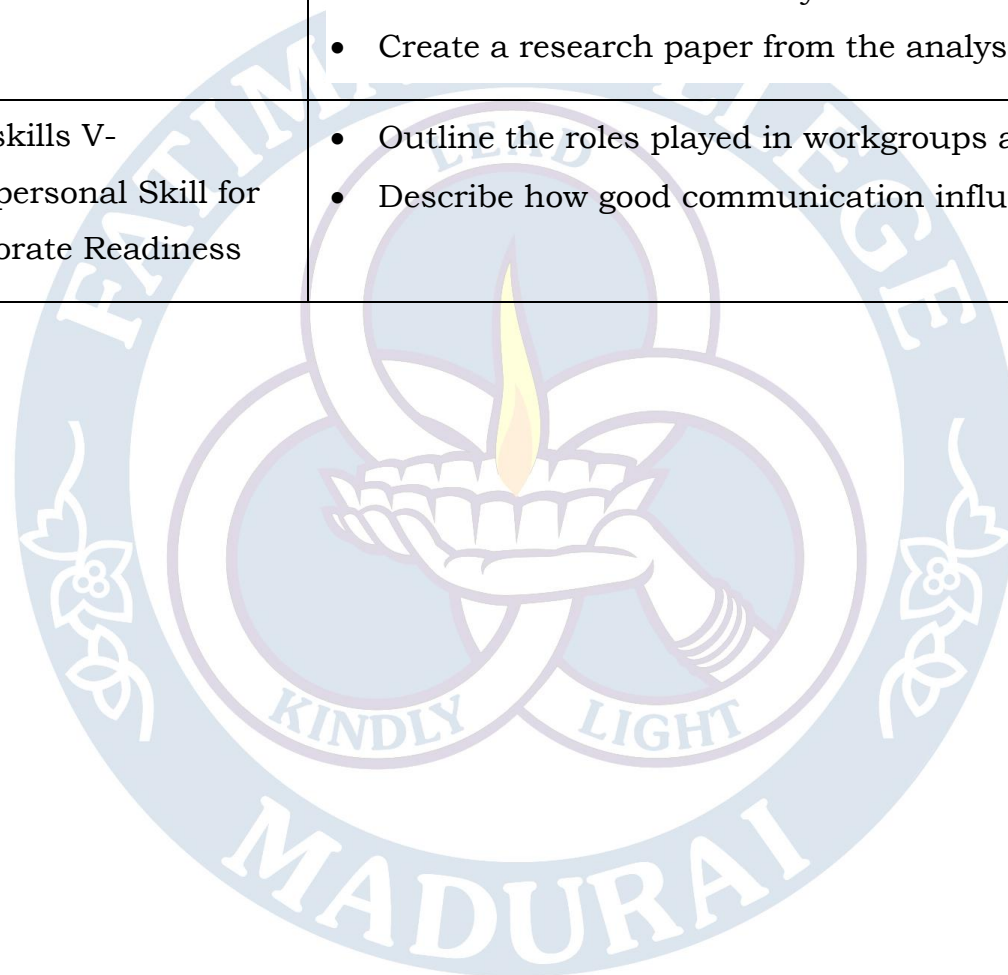 Create a research paper from the analys
skills V-
personal Skill for
orate Readiness
• Outline the roles played in workgroups a
• Describe how good communication influ
LEAD
KINDLY
LIGHT
MADURAI